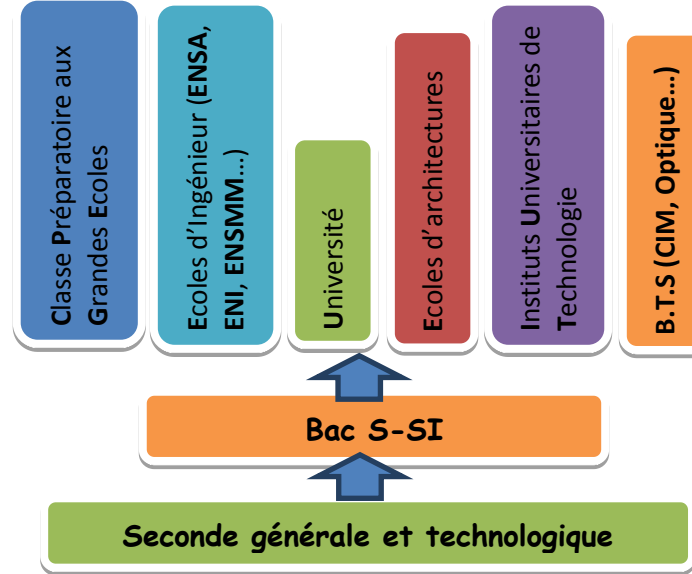 Classe Préparatoire aux
Grandes Ecoles
Ecoles d'Ingénieur (ENSA,
ENI, ENSMM...)
Université
Ecoles d'architectures
Instituts Universitaires de
Technologie
B.T.S (CIM, Optique...)
Bac S-SI
Seconde générale et technologique